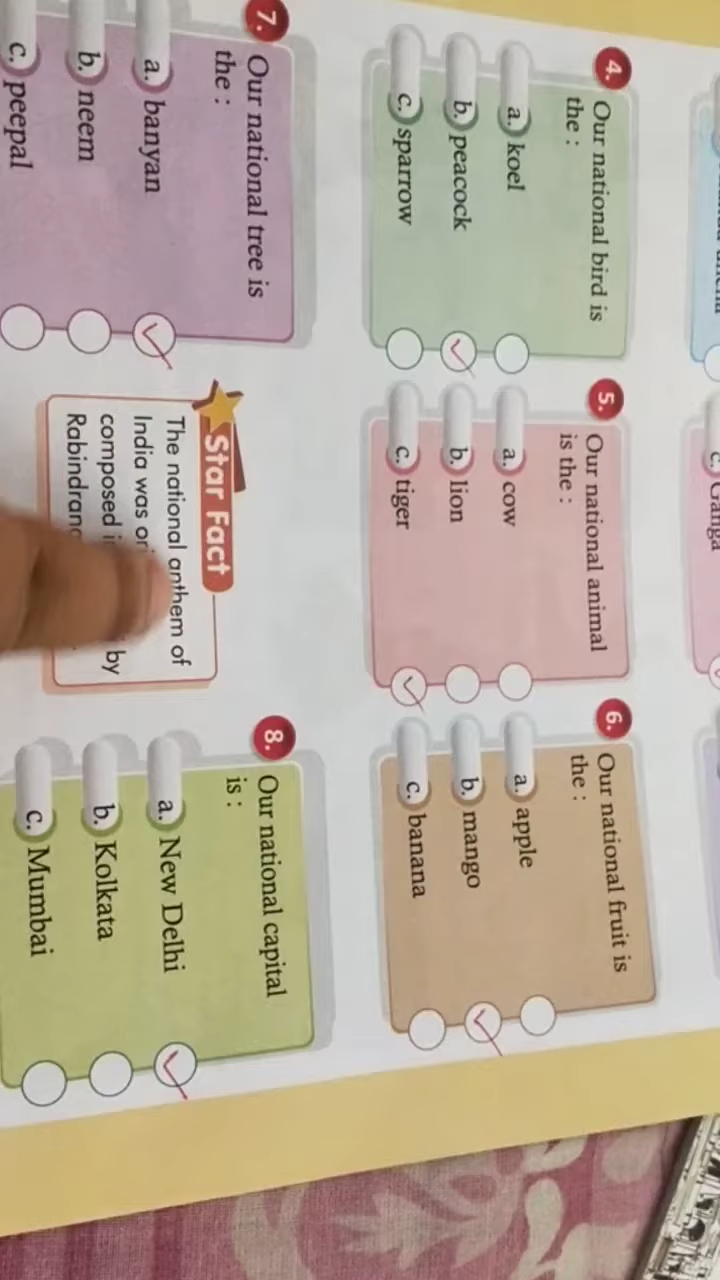 c. Ganga
4. Our national bird is
the :
a. koel
b. peacock
c. sparrow
5. Our national animal
is the :
a. cow
b. lion
c. tiger
6. Our national fruit is
the :
a. apple
b. mango
c. banana
7. Our national tree is
the :
a. banyan
b. neem
c. peepal
Star Fact
The national anthem of
India was
composed by
8. Our national capital
is :
a. New Delhi
b. Kolkata
c. Mumbai